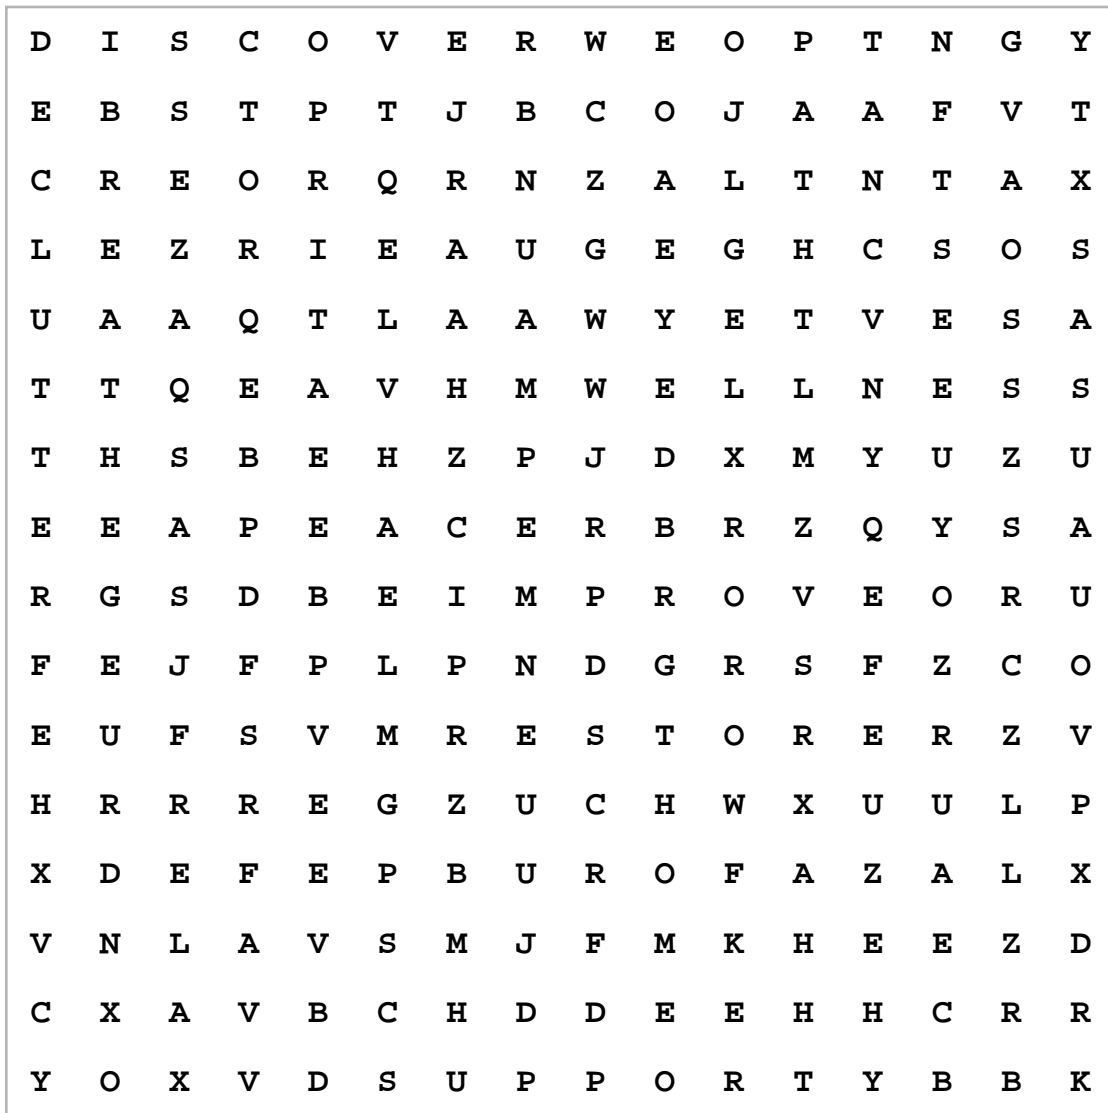 D I S C O V E R W E O P T N G Y
E B S T P T J B C O J A A F V T
C R E O R Q R N Z A L T N T A X
L E Z R I E A U G E G H C S O S
U A A Q T L A A W Y E T V E S A
T T Q E A V H M W E L L N E S S
T H S B E H Z P J D X M Y U Z U
E E A P E A C E R B R Z Q Y S A
R G S D B E I M P R O V E O R U
F E J F P L P N D G R S F Z C O
E U F S V M R E S T O R E R Z V
H R R R E G Z U C H W X U U L P
X D E F E P B U R O F A Z A L X
V N L A V S M J F M K H E E Z D
C X A V B C H D D E E H H C R R
Y O X V D S U P P O R T Y B B K